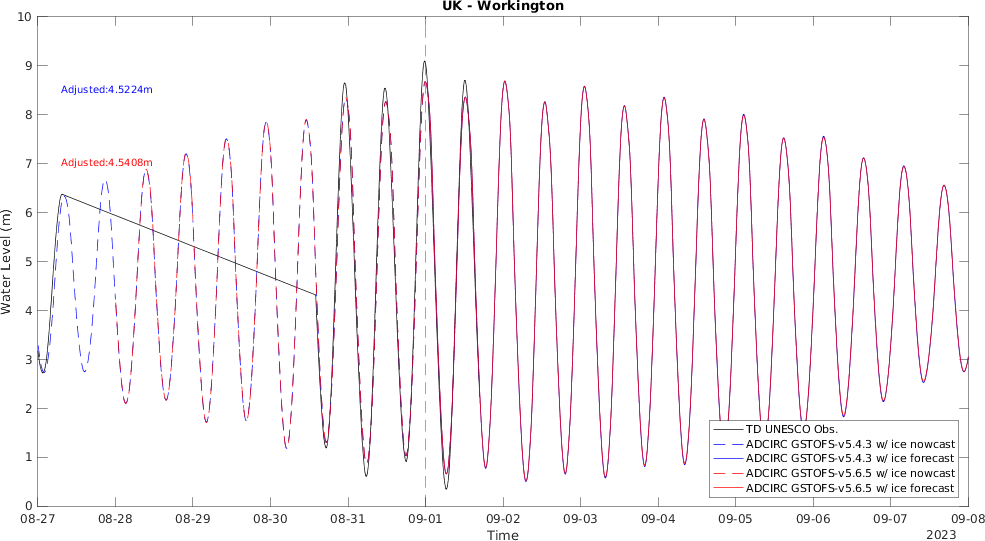 UK - Workington
10
9
8
7
6
5
4
3
2
1
0
Water Level (m)
Adjusted:4.5224m
Adjusted:4.5408m
TD UNESCO Obs.
ADCIRC GSTOFS-v5.4.3 w/ ice nowcast
ADCIRC GSTOFS-v5.4.3 w/ ice forecast
ADCIRC GSTOFS-v5.6.5 w/ ice nowcast
ADCIRC GSTOFS-v5.6.5 w/ ice forecast
08-27 08-28 08-29 08-30 08-31 09-01 09-02 09-03 09-04 09-05 09-06 09-07 09-08
Time
2023